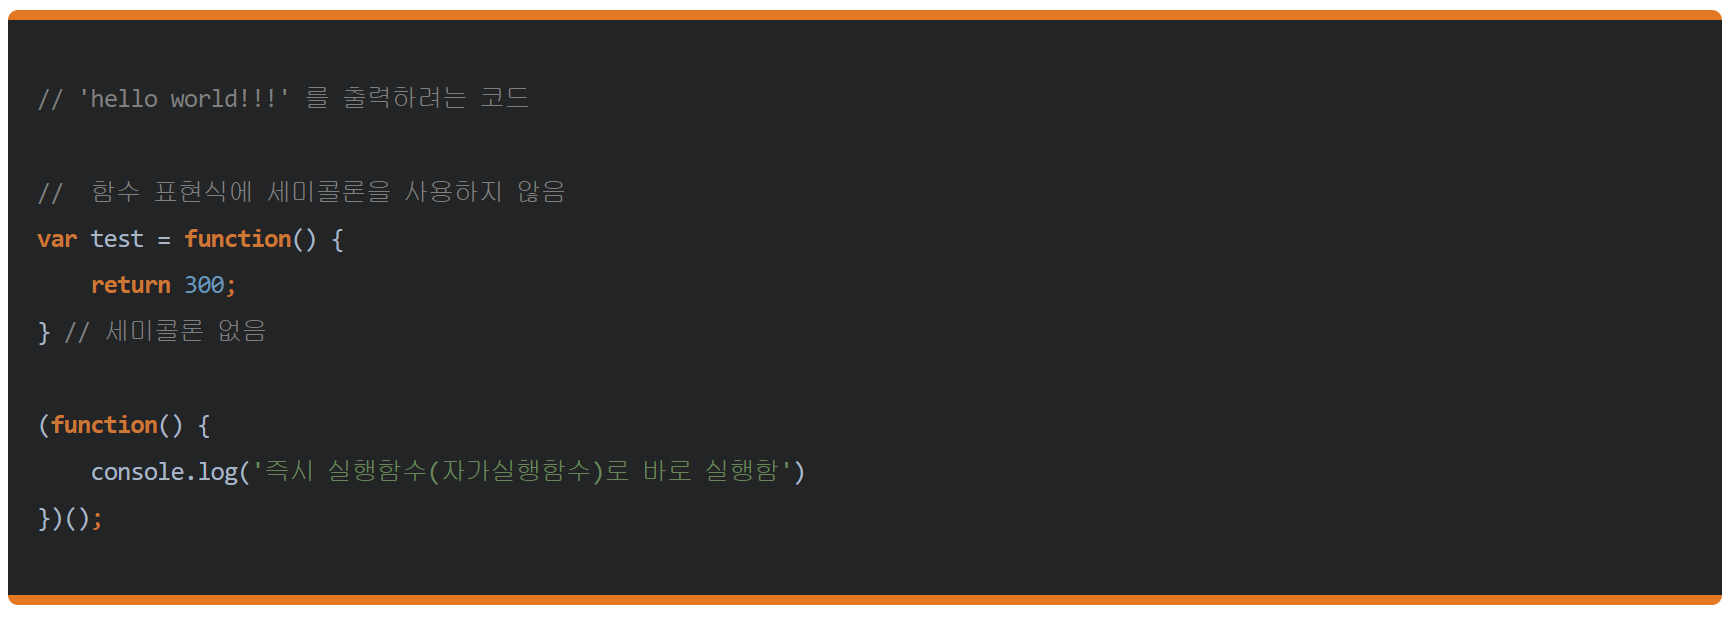 // 'hello world!!!' 를 출력하려는 코드
//  함수 표현식에 세미콜론을 사용하지 않음
var test = function() {
    return 300;
} // 세미콜론 없음
(function() {
    console.log('즉시 실행함수(자가실행함수)로 바로 실행함')
})();